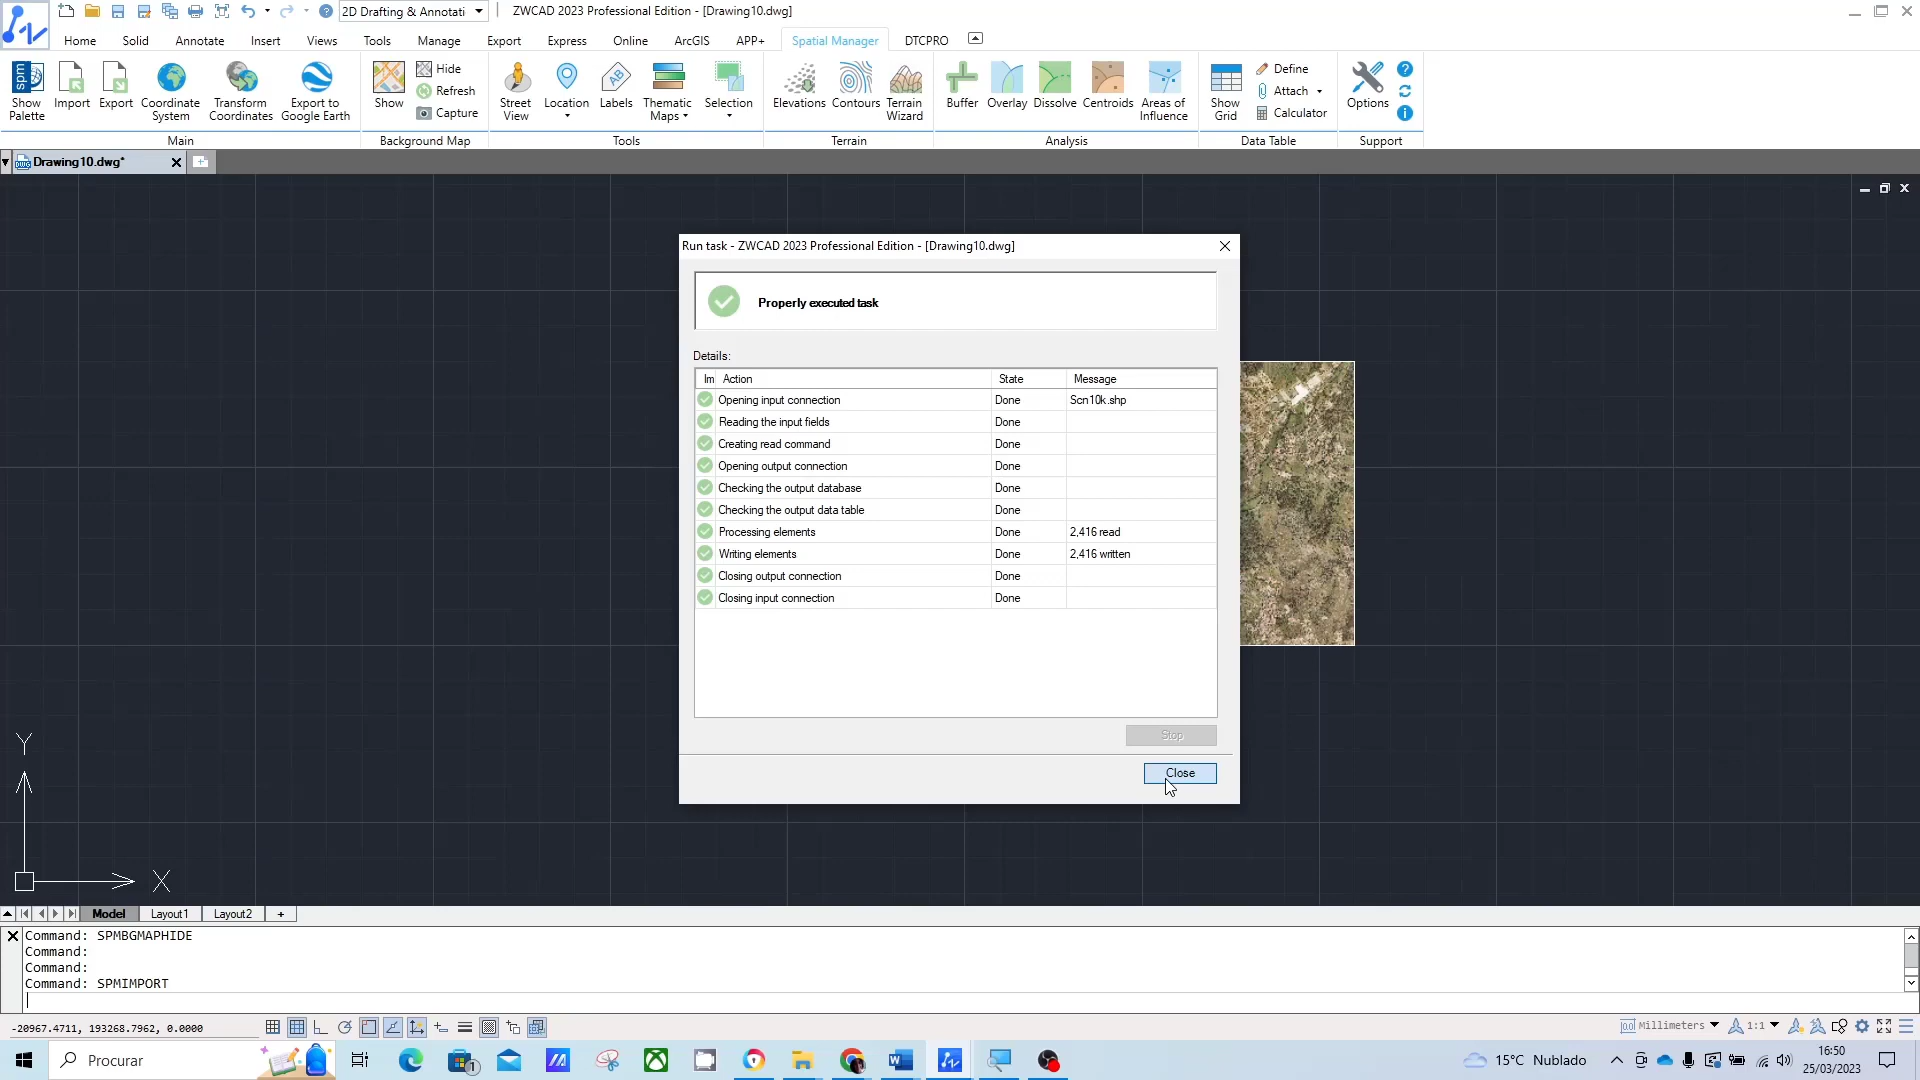 2D Drafting & Annotati
ZWCAD 2023 Professional Edition - [Drawing10.dwg]
Home Solid Annotate Insert Views Tools Manage Export Express Online ArcGIS APP+ Spatial Manager DTCPRO
spm
Show Palette
Import
Export
Coordinate System
Transform Coordinates
Export to Google Earth
Main
Show
Hide
Refresh
Capture
Background Map
Street View
Location
AB
Labels
Thematic Maps
Selection
Tools
Elevations
Contours
Terrain Wizard
Terrain
Buffer
Overlay
Dissolve
Centroids
Areas of Influence
Analysis
Show Grid
Define
Attach
Calculator
Data Table
Options
Support
Drawing10.dwg*
Run task - ZWCAD 2023 Professional Edition - [Drawing10.dwg]
Properly executed task
Details:
Im Action State Message
Opening input connection Done Scn10k.shp
Reading the input fields Done
Creating read command Done
Opening output connection Done
Checking the output database Done
Checking the output data table Done
Processing elements Done 2,416 read
Writing elements Done 2,416 written
Closing output connection Done
Closing input connection Done
Stop
Close
Y
X
Model Layout1 Layout2 +
Command: SPMBGMAPHIDE
Command:
Command:
Command: SPMIMPORT
-20967.4711, 193268.7962, 0.0000
Millimeters
1:1
Procurar
15°C Nublado
16:50
25/03/2023